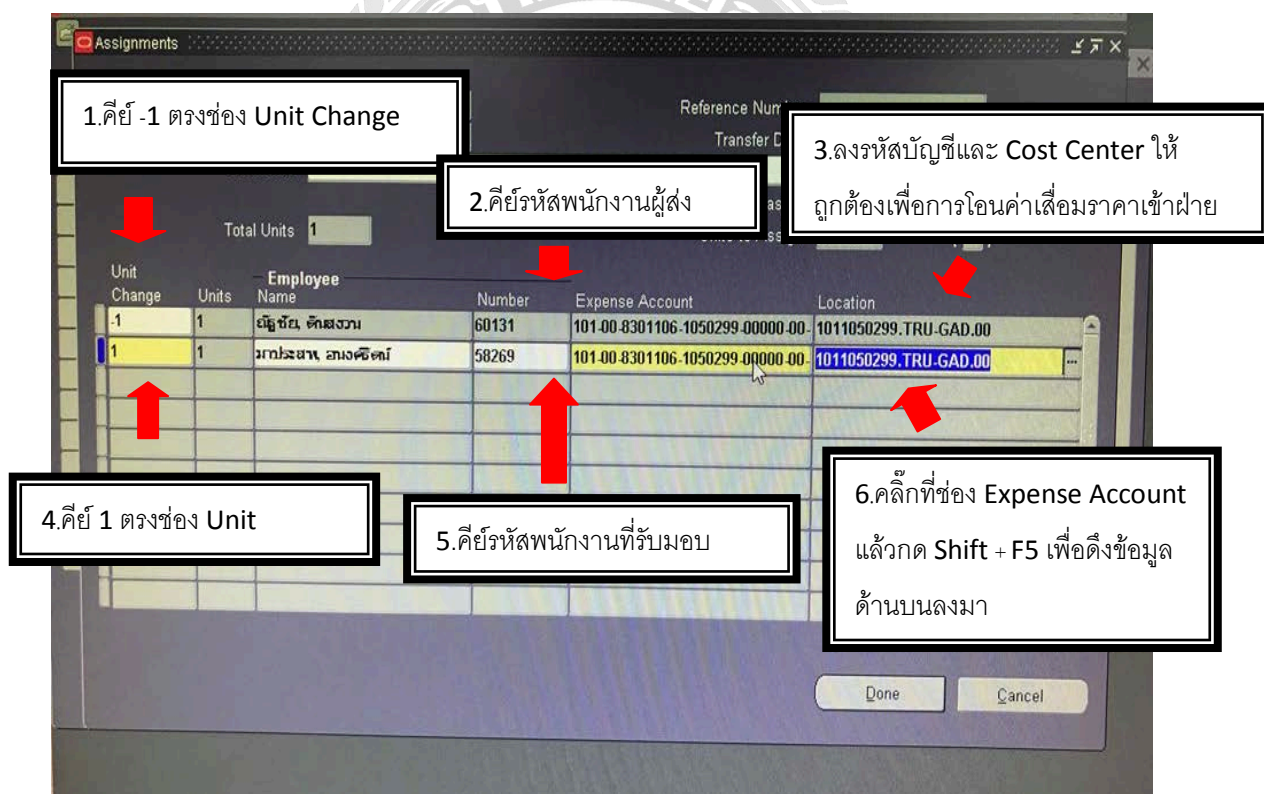 Assignments
1.คีย์ -1 ตรงช่อง Unit Change
Reference
Transfer
3.ลงรหัสบัญชีและ Cost Center ให้
ถูกต้องเพื่อการโอนค่าเสื่อมราคาเข้าฝ่าย
2.คีย์รหัสพนักงานผู้ส่ง
Total Units 1
Unit
Change Units Employee
Name Number Expense Account Location
-1 1 60131 101-00-8301106-1050299-00000-00- 1011050299.TRU-GAD.00
1 1 58269 101-00-8301106-1050299-00000-00- 1011050299.TRU-GAD.00
4.คีย์ 1 ตรงช่อง Unit
5.คีย์รหัสพนักงานที่รับมอบ
6.คลิ๊กที่ช่อง Expense Account
แล้วกด Shift + F5 เพื่อดึงข้อมูล
ด้านบนลงมา
Done Cancel